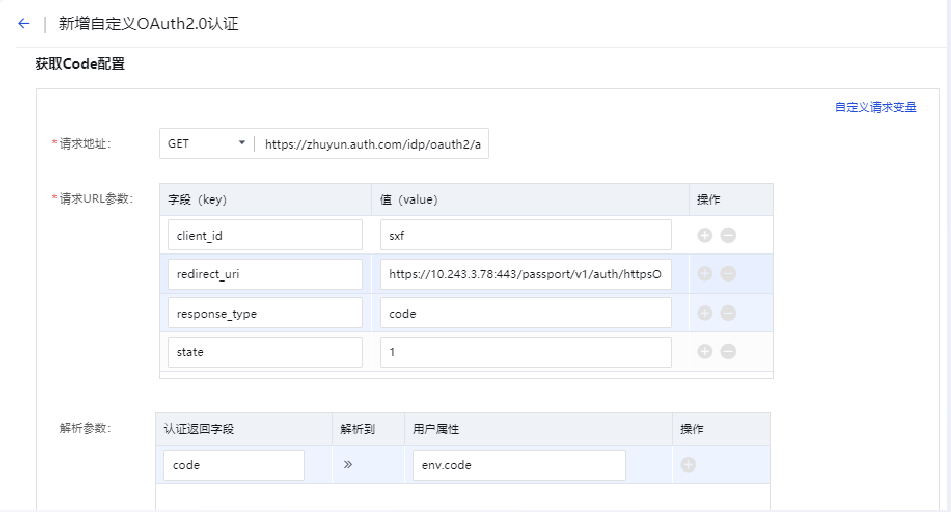 新增自定义OAuth2.0认证
获取Code配置
自定义请求变量
*请求地址： GET https://zhuyun.auth.com/idp/oauth2/a
*请求URL参数： 字段（key） 值（value） 操作
client_id sxf
redirect_uri https://10.243.3.78:443/passport/v1/auth/httpsO
response_type code
state 1
解析参数： 认证返回字段 解析到 用户属性 操作
code » env.code